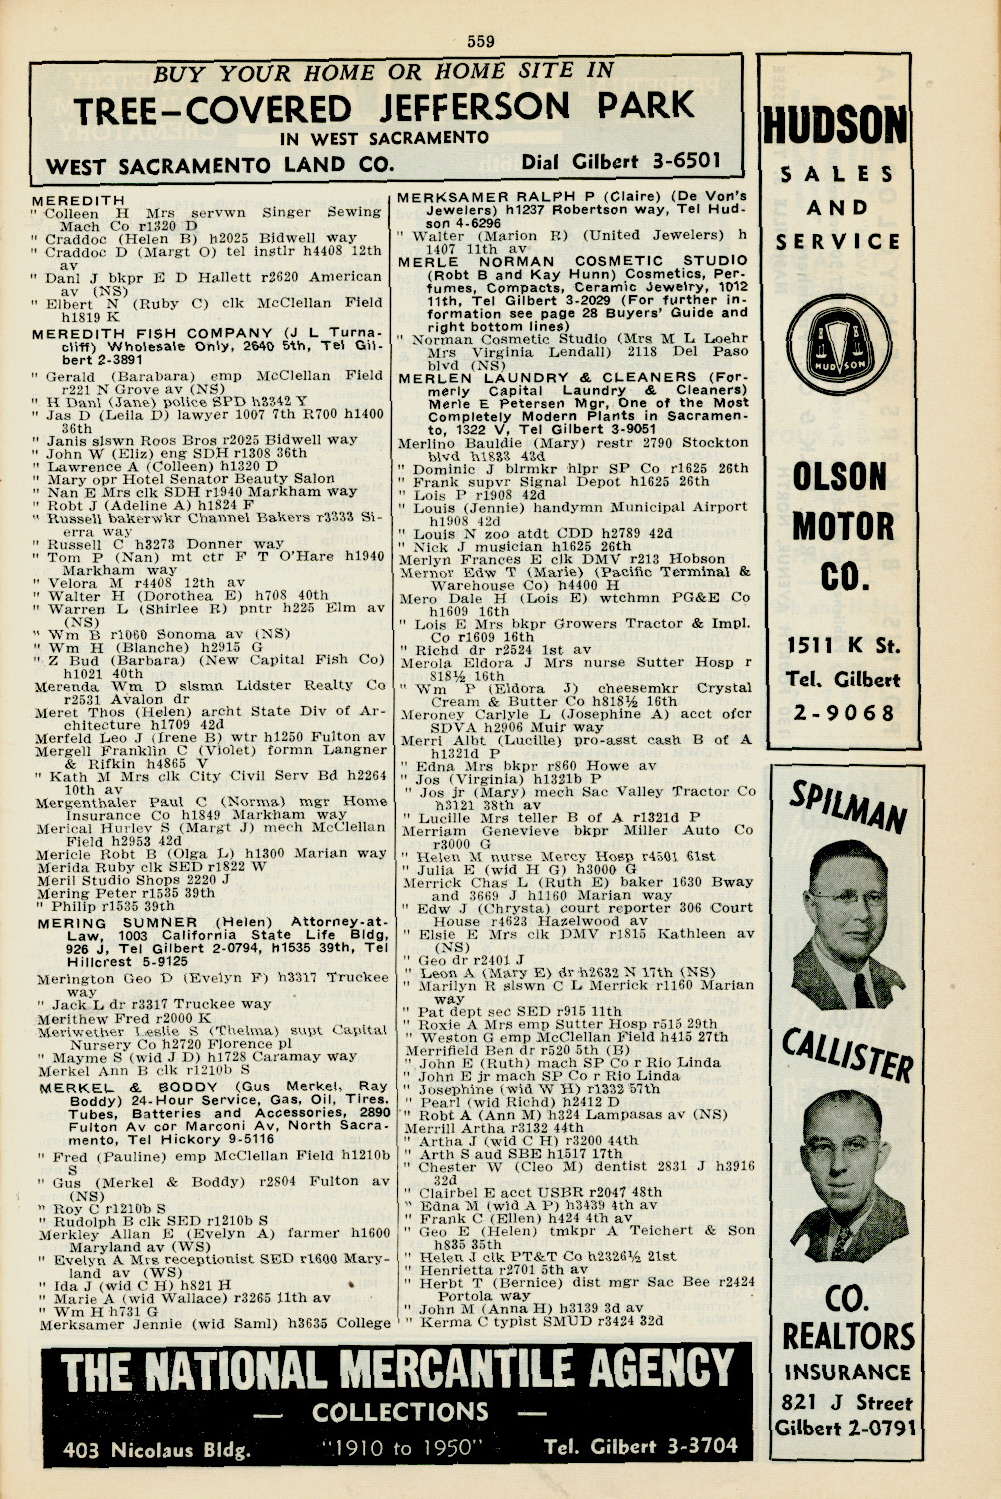 559
BUY YOUR HOME OR HOME SITE IN
TREE-COVERED JEFFERSON PARK
IN WEST SACRAMENTO
WEST SACRAMENTO LAND CO. Dial Gilbert 3-6501
MEREDITH
" Colleen H Mrs servwn Singer Sewing
Mach Co r1320 D
" Craddoc (Helen B) h2025 Bidwell way
" Craddoc D (Margt O) tel instlr h4408 12th
av
" Danl J bkpr E D Hallett r2620 American
av (NS)
" Elbert N (Ruby C) clk McClellan Field
h1819 K
MEREDITH FISH COMPANY (J L Turna-
cliff) Wholesale Only, 2640 5th, Tel Gil-
bert 2-3891
" Gerald (Barabara) emp McClellan Field
r221 N Grove av (NS)
" H Danl (Jane) police SPD h3342 Y
" Jas D (Leila D) lawyer 1007 7th R700 h1400
36th
" Janis slswn Roos Bros r2025 Bidwell way
" John W (Eliz) eng SDH r1308 36th
" Lawrence A (Colleen) h1320 D
" Mary opr Hotel Senator Beauty Salon
" Nan E Mrs clk SDH r1940 Markham way
" Robt J (Adeline A) h1824 F
" Russell bakerwkr Channel Bakers r3333 Si-
erra way
" Russell C h3273 Donner way
" Tom P (Nan) mt ctr F T O'Hare h1940
Markham way
" Velora M r4408 12th av
" Walter H (Dorothea E) h708 40th
" Warren L (Shirlee R) pntr h225 Elm av
(NS)
" Wm B r1060 Sonoma av (NS)
" Wm H (Blanche) h2915 G
" Z Bud (Barbara) (New Capital Fish Co)
h1021 40th
Merenda Wm D slsmn Lidster Realty Co
r2531 Avalon dr
Meret Thos (Helen) archt State Div of Ar-
chitecture h1709 42d
Merfeld Leo J (Irene B) wtr h1250 Fulton av
Mergell Franklin C (Violet) formn Langner
& Rifkin h4865 V
" Kath M Mrs clk City Civil Serv Bd h2264
10th av
Mergenthaler Paul C (Norma) mgr Home
Insurance Co h1849 Markham way
Merical Hurley S (Margt J) mech McClellan
Field h2953 42d
Mericle Robt B (Olga L) h1300 Marian way
Merida Ruby clk SED r1822 W
Meril Studio Shops 2220 J
Mering Peter r1535 39th
" Philip r1535 39th
MERING SUMNER (Helen) Attorney-at-
Law, 1003 California State Life Bldg,
926 J, Tel Gilbert 2-0794, h1535 39th, Tel
Hillcrest 5-9125
Merington Geo D (Evelyn F) h3317 Truckee
way
" Jack L dr r3317 Truckee way
Merithew Fred r2000 K
Meriwether Leslie S (Thelma) supt Capital
Nursery Co h2720 Florence pl
" Mayme S (wid J D) h1728 Caramay way
Merkel Ann B clk r1210b S
MERKEL & BODDY (Gus Merkel, Ray
Boddy) 24-Hour Service, Gas, Oil, Tires,
Tubes, Batteries and Accessories, 2890
Fulton Av cor Marconi Av, North Sacra-
mento, Tel Hickory 9-5116
" Fred (Pauline) emp McClellan Field h1210b
S
" Gus (Merkel & Boddy) r2804 Fulton av
(NS)
" Roy C r1210b S
" Rudolph B clk SED r1210b S
Merkley Allan E (Evelyn A) farmer h1600
Maryland av (WS)
" Evelyn A Mrs receptionist SED r1600 Mary-
land av (WS)
" Ida J (wid C H) h821 H
" Marie A (wid Wallace) r3265 11th av
" Wm H h731 G
Merksamer Jennie (wid Saml) h3635 College
MERKSAMER RALPH P (Claire) (De Von's
Jewelers) h1237 Robertson way, Tel Hud-
son 4-6296
" Walter (Marion R) (United Jewelers) h
1407 11th av
MERLE NORMAN COSMETIC STUDIO
(Robt B and Kay Hunn) Cosmetics, Per-
fumes, Compacts, Ceramic Jewelry, 1012
11th, Tel Gilbert 3-2029 (For further in-
formation see page 28 Buyers' Guide and
right bottom lines)
" Norman Cosmetic Studio (Mrs M L Loehr
Mrs Virginia Lendall) 2118 Del Paso
blvd (NS)
MERLEN LAUNDRY & CLEANERS (For-
merly Capital Laundry & Cleaners)
Merle E Petersen Mgr, One of the Most
Completely Modern Plants in Sacramen-
to, 1322 V, Tel Gilbert 3-9051
Merlino Bauldie (Mary) restr 2790 Stockton
blvd h1833 43d
" Dominic J blrmkr hlpr SP Co r1625 26th
" Frank supvr Signal Depot h1625 26th
" Lois P r1908 42d
" Louis (Jennie) handymn Municipal Airport
h1908 42d
" Louis N zoo atdt CDD h2789 42d
" Nick J musician h1625 26th
Merlyn Frances E clk DMV r213 Hobson
Mernor Edw T (Marie) (Pacific Terminal &
Warehouse Co) h4400 H
Mero Dale H (Lois E) wtchmn PG&E Co
h1609 16th
" Lois E Mrs bkpr Growers Tractor & Impl.
Co r1609 16th
" Richd dr r2524 1st av
Merola Eldora J Mrs nurse Sutter Hosp r
818½ 16th
" Wm P (Eldora J) cheesemkr Crystal
Cream & Butter Co h818½ 16th
Meroney Carlyle L (Josephine A) acct ofcr
SDVA h2906 Muir way
Merri Albt (Lucille) pro-asst cash B of A
h1321d P
" Edna Mrs bkpr r860 Howe av
" Jos (Virginia) h1321b P
" Jos jr (Mary) mech Sac Valley Tractor Co
h3121 38th av
" Lucille Mrs teller B of A r1321d P
Merriam Genevieve bkpr Miller Auto Co
r3000 G
" Helen M nurse Mercy Hosp r4501 61st
" Julia E (wid H G) h3000 G
Merrick Chas L (Ruth E) baker 1630 Bway
and 3669 J h1160 Marian way
" Edw J (Chrysta) court reporter 306 Court
House r4623 Hazelwood av
" Elsie E Mrs clk DMV r1815 Kathleen av
(NS)
" Geo dr r2401 J
" Leon A (Mary E) dr h2632 N 17th (NS)
" Marilyn R slswn C L Merrick r1160 Marian
way
" Pat dept sec SED r915 11th
" Roxie A Mrs emp Sutter Hosp r515 29th
" Weston G emp McClellan Field h415 27th
Merrifield Ben dr r520 5th (B)
" John E (Ruth) mach SP Co r Rio Linda
" John E jr mach SP Co r Rio Linda
" Josephine (wid W H) r1332 57th
" Pearl (wid Richd) h2412 D
" Robt A (Ann M) h324 Lampasas av (NS)
Merrill Artha r3132 44th
" Artha J (wid C H) r3200 44th
" Arth S aud SBE h1517 17th
" Chester W (Cleo M) dentist 2831 J h3916
32d
" Clairbel E acct USBR r2047 48th
" Edna M (wid A P) h3439 4th av
" Frank C (Ellen) h424 4th av
" Geo E (Helen) tmkpr A Teichert & Son
h835 35th
" Helen J clk PT&T Co h2326½ 21st
" Henrietta r2701 5th av
" Herbt T (Bernice) dist mgr Sac Bee r2424
Portola way
" John M (Anna H) h3139 3d av
" Kerma C typist SMUD r3424 32d
HUDSON
SALES
AND
SERVICE
HUDSON
OLSON
MOTOR
CO.
1511 K St.
Tel. Gilbert
2-9068
SPILMAN
CALLISTER
CO.
REALTORS
INSURANCE
821 J Street
Gilbert 2-0791
THE NATIONAL MERCANTILE AGENCY
— COLLECTIONS —
403 Nicolaus Bldg. "1910 to 1950" Tel. Gilbert 3-3704